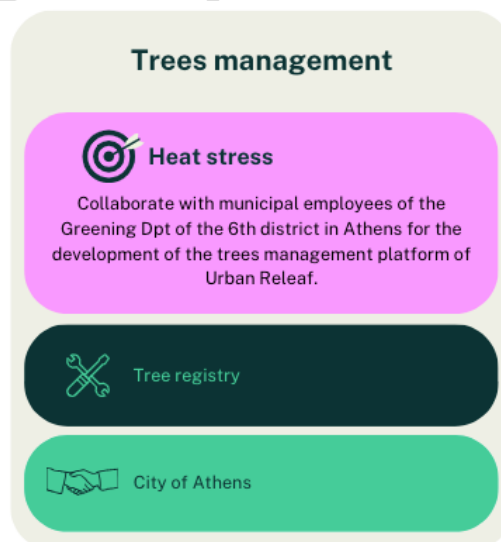 Trees management
Heat stress
Collaborate with municipal employees of the
Greening Dpt of the 6th district in Athens for the
development of the trees management platform of
Urban Releaf.
Tree registry
City of Athens